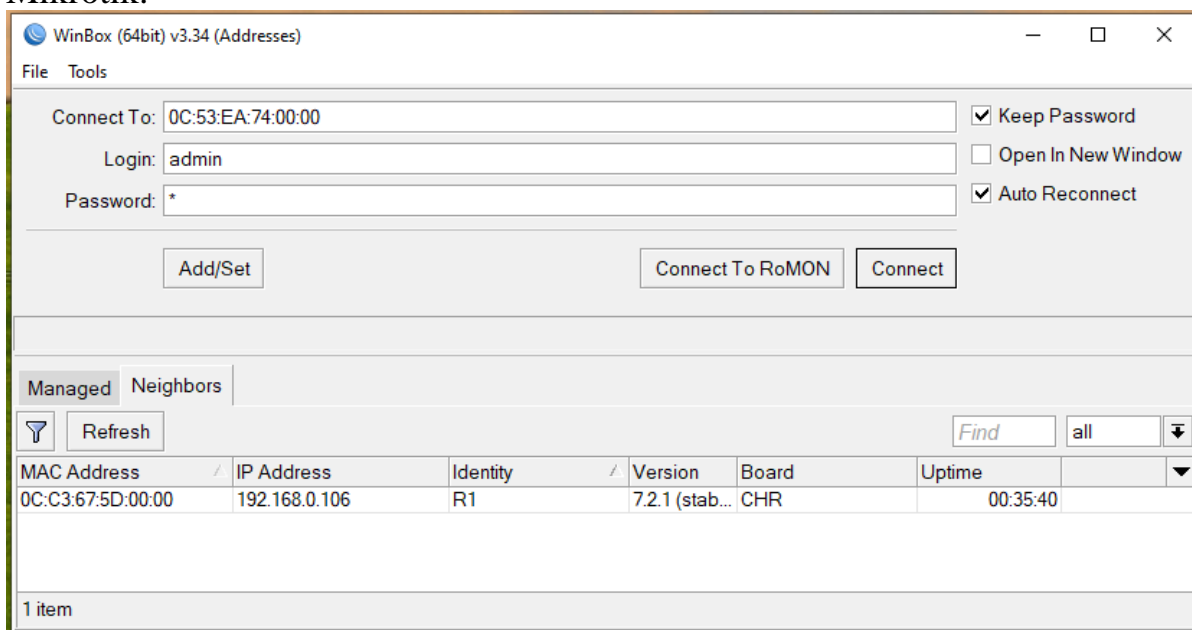 WinBox (64bit) v3.34 (Addresses)
File Tools
Connect To: 0C:53:EA:74:00:00
Keep Password
Login: admin
Open In New Window
Password: *
Auto Reconnect
Add/Set Connect To RoMON Connect
Managed Neighbors
Refresh Find all
MAC Address IP Address Identity Version Board Uptime
0C:C3:67:5D:00:00 192.168.0.106 R1 7.2.1 (stab... CHR 00:35:40
1 item